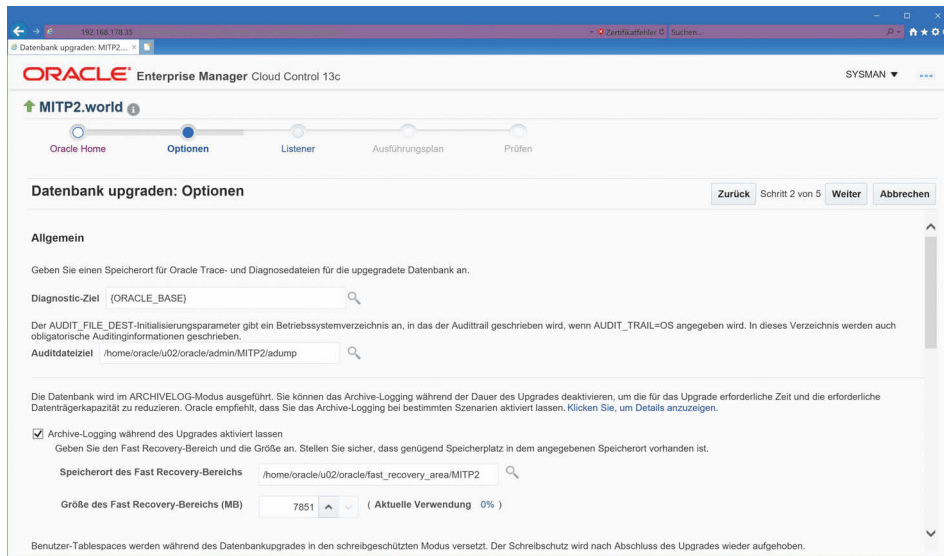 192.168.178.35
Zertifikatfehler
Suchen...
Datenbank upgraden: MITP2...
ORACLE Enterprise Manager Cloud Control 13c
SYSMAN
MITP2.world
Oracle Home
Optionen
Listener
Ausführungsplan
Prüfen
Datenbank upgraden: Optionen
Zurück Schritt 2 von 5 Weiter Abbrechen
Allgemein
Geben Sie einen Speicherort für Oracle Trace- und Diagnosedateien für die upgegradete Datenbank an.
Diagnostic-Ziel {ORACLE_BASE}
Der AUDIT_FILE_DEST-Initialisierungsparameter gibt ein Betriebssystemverzeichnis an, in das der Audittrail geschrieben wird, wenn AUDIT_TRAIL=OS angegeben wird. In dieses Verzeichnis werden auch
obligatorische Auditinginformationen geschrieben.
Auditdateiziel /home/oracle/u02/oracle/admin/MITP2/adump
Die Datenbank wird im ARCHIVELOG-Modus ausgeführt. Sie können das Archive-Logging während der Dauer des Upgrades deaktivieren, um die für das Upgrade erforderliche Zeit und die erforderliche
Datenträgerkapazität zu reduzieren. Oracle empfiehlt, dass Sie das Archive-Logging bei bestimmten Szenarien aktiviert lassen. Klicken Sie, um Details anzuzeigen.
Archive-Logging während des Upgrades aktiviert lassen
Geben Sie den Fast Recovery-Bereich und die Größe an. Stellen Sie sicher, dass genügend Speicherplatz in dem angegebenen Speicherort vorhanden ist.
Speicherort des Fast Recovery-Bereichs /home/oracle/u02/oracle/fast_recovery_area/MITP2
Größe des Fast Recovery-Bereichs (MB) 7851 ( Aktuelle Verwendung 0% )
Benutzer-Tablespaces werden während des Datenbankupgrades in den schreibgeschützten Modus versetzt. Der Schreibschutz wird nach Abschluss des Upgrades wieder aufgehoben.